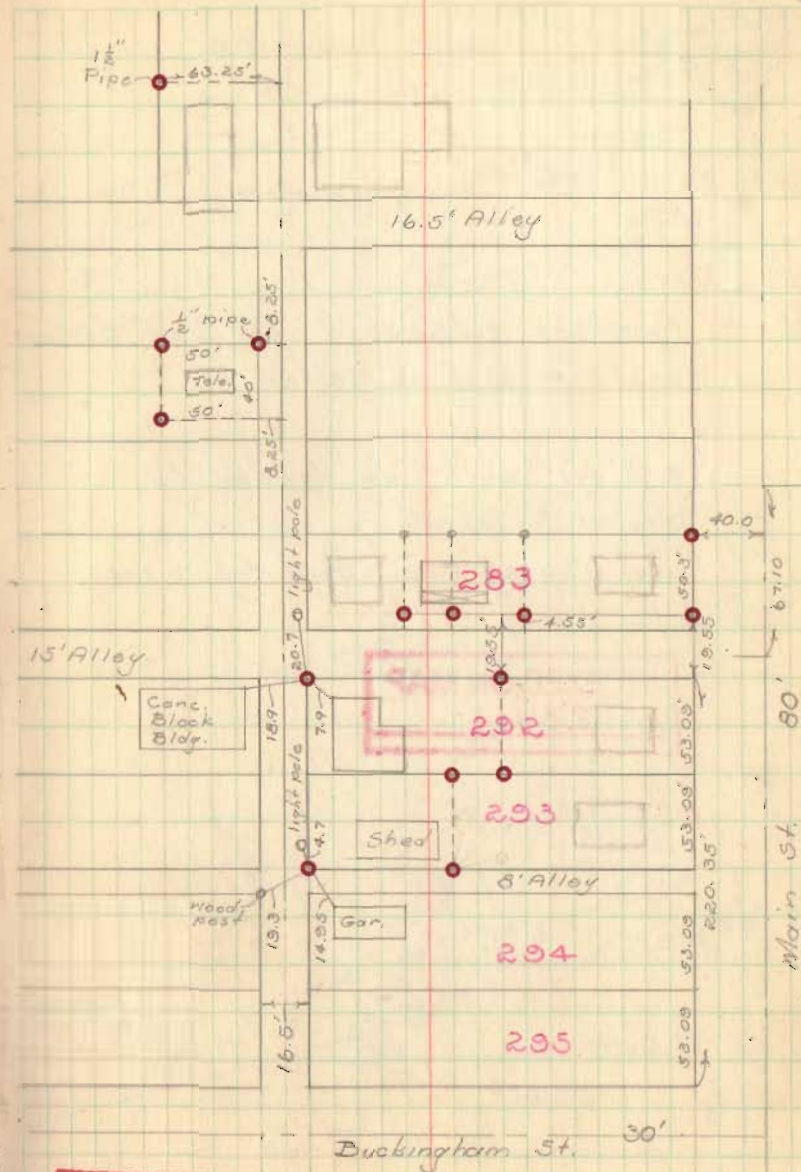 1½"
Pipe
63.25'
16.5' Alley
8.25'
½" pipe
50'
Tele.
40'
50'
8.25'
light pole
40.0
50.3'
67.10
283
4.55'
19.55
20.7
15' Alley
19.55'
Conc.
Block
Bldg.
18.9
7.9
292
53.09'
80'
light pole
293
53.09'
4.7
Shed
8' Alley
220.35'
Main St.
Wood
post
19.3
14.95
Gar.
294
53.09
16.5'
295
53.09
30'
Buckingham St.